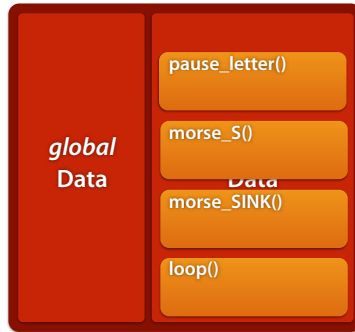 global
Data
pause_letter()
morse_S()
Data
morse_SINK()
loop()